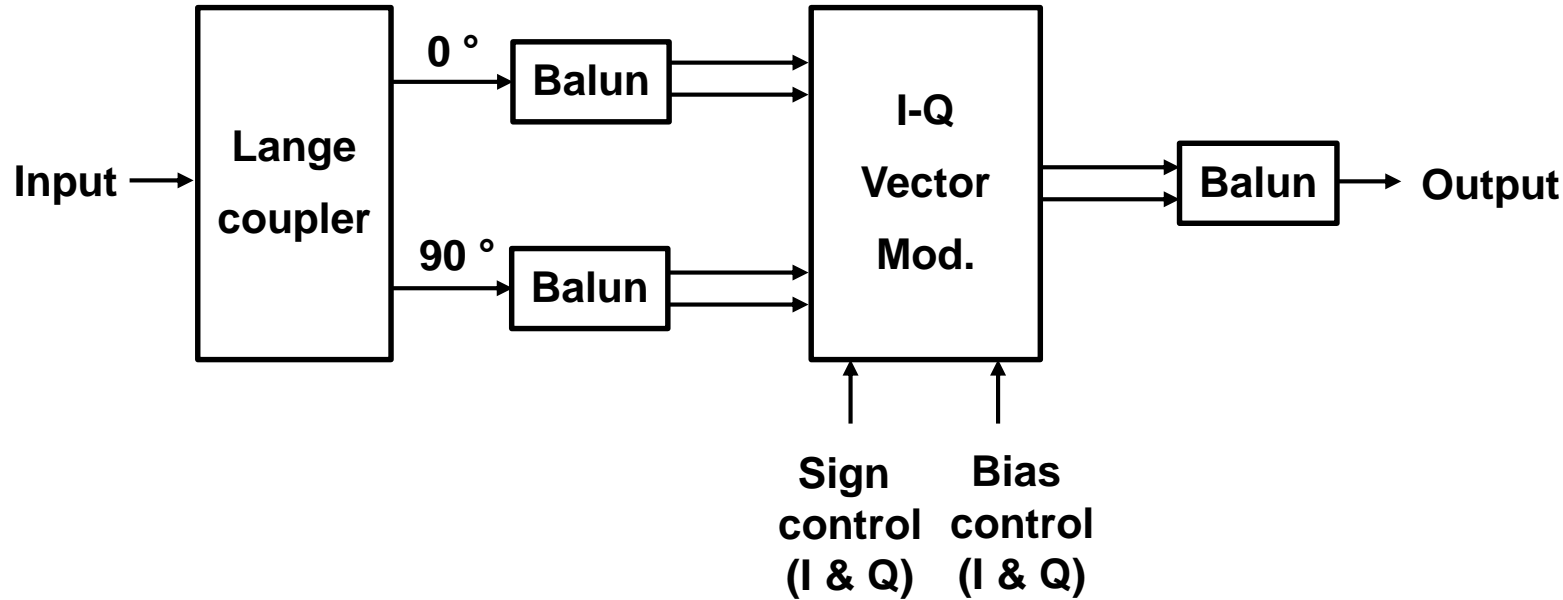 Input
Lange
coupler
0 °
90 °
Balun
Balun
I-Q
Vector
Mod.
Balun
Output
Sign
control
(I & Q)
Bias
control
(I & Q)